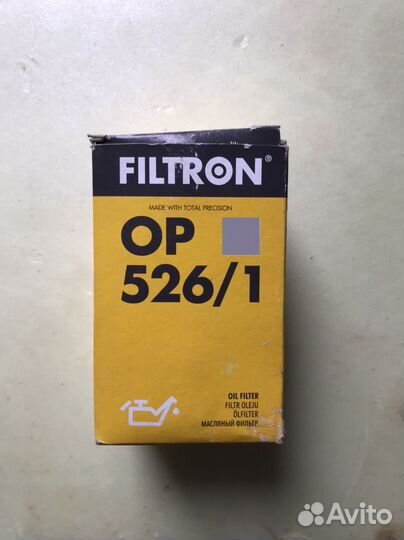 FILTRON®
MADE WITH TOTAL PRECISION
OP
526/1
OIL FILTER
FILTR OLEJU
ÖLFILTER
МАСЛЯНЫЙ ФИЛЬТР
Avito